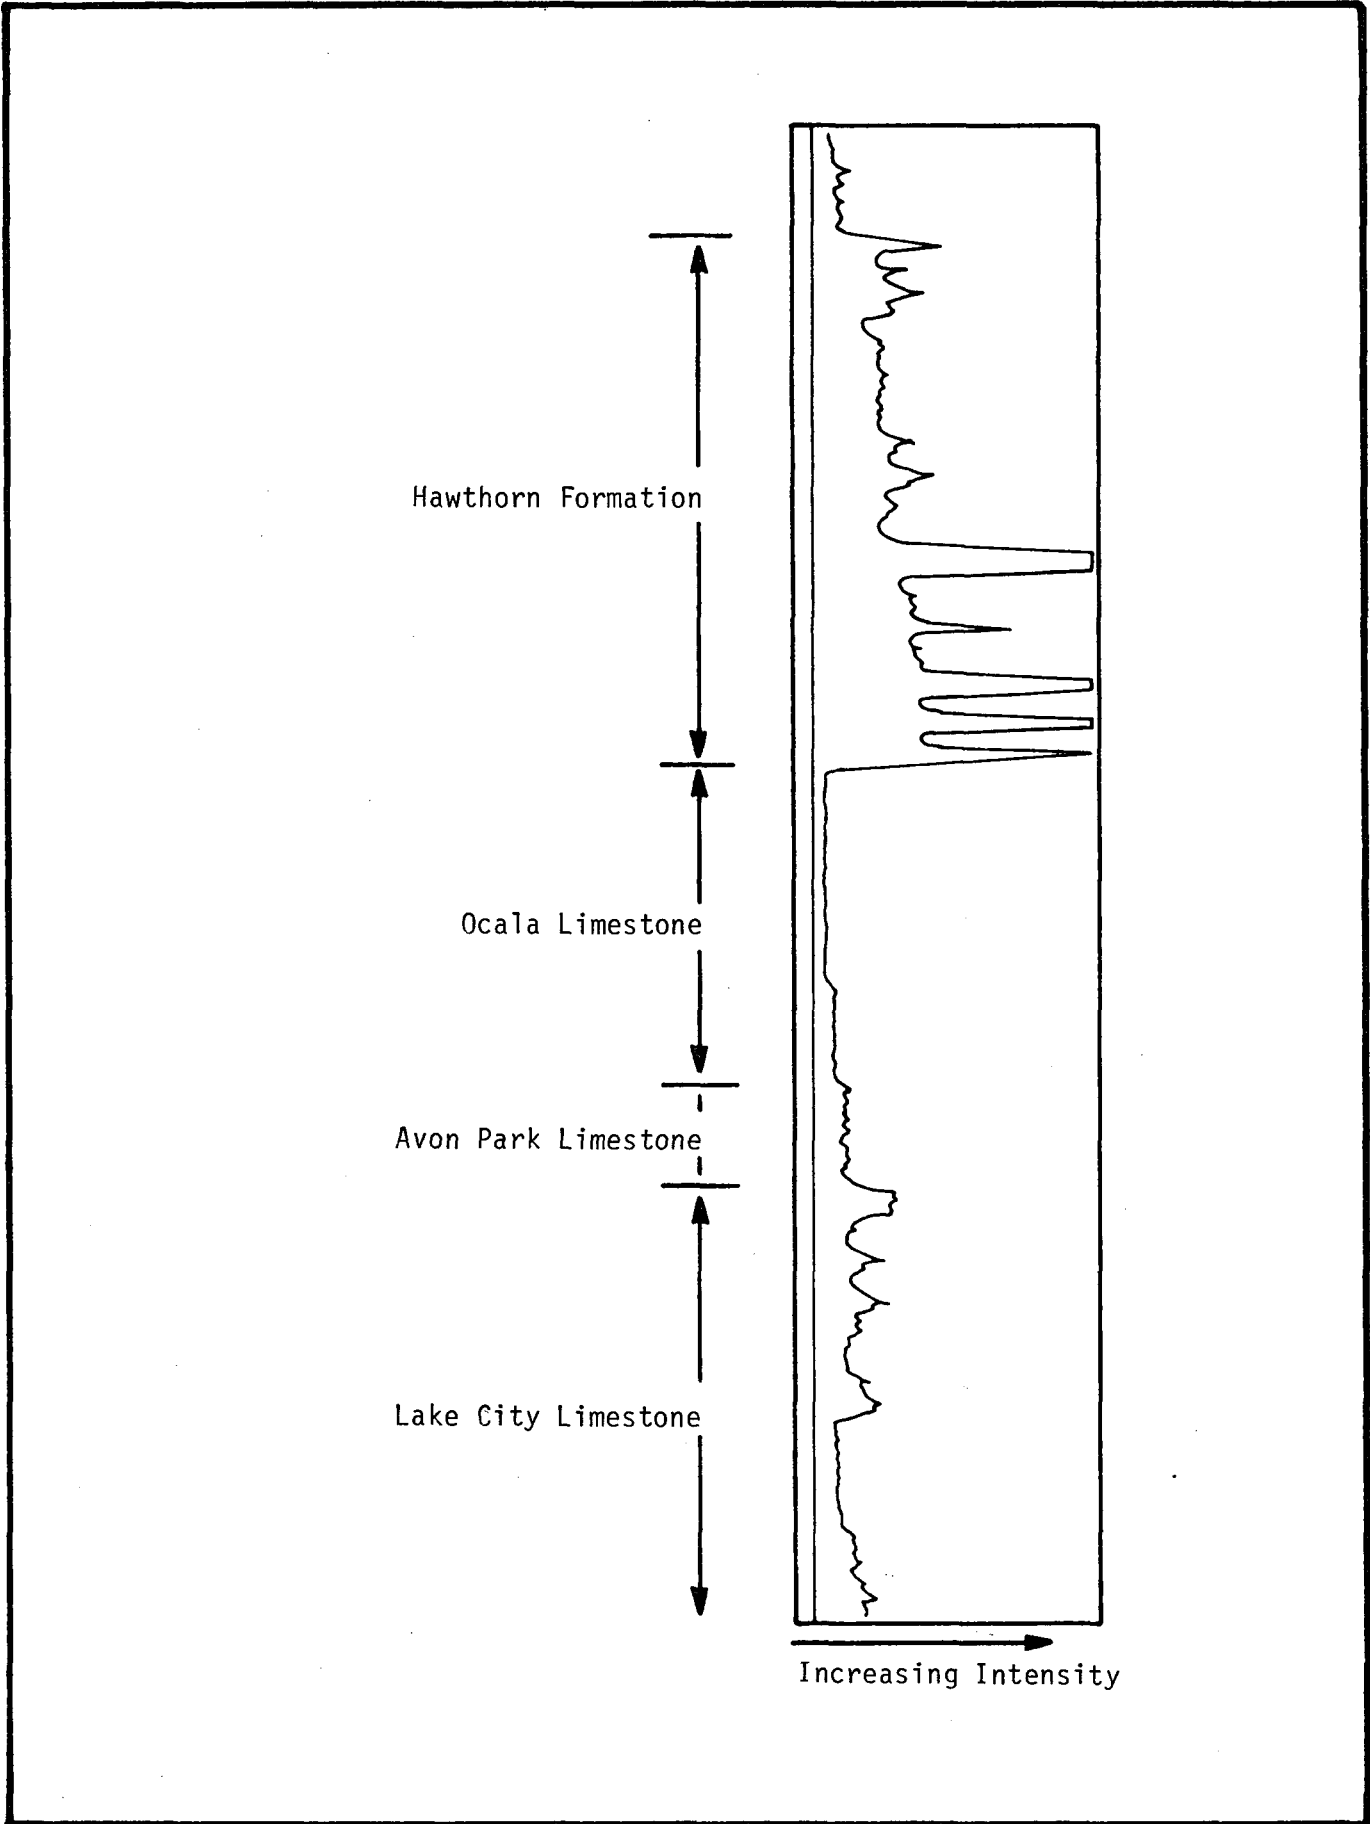 Hawthorn Formation
Ocala Limestone
Avon Park Limestone
Lake City Limestone
Increasing Intensity